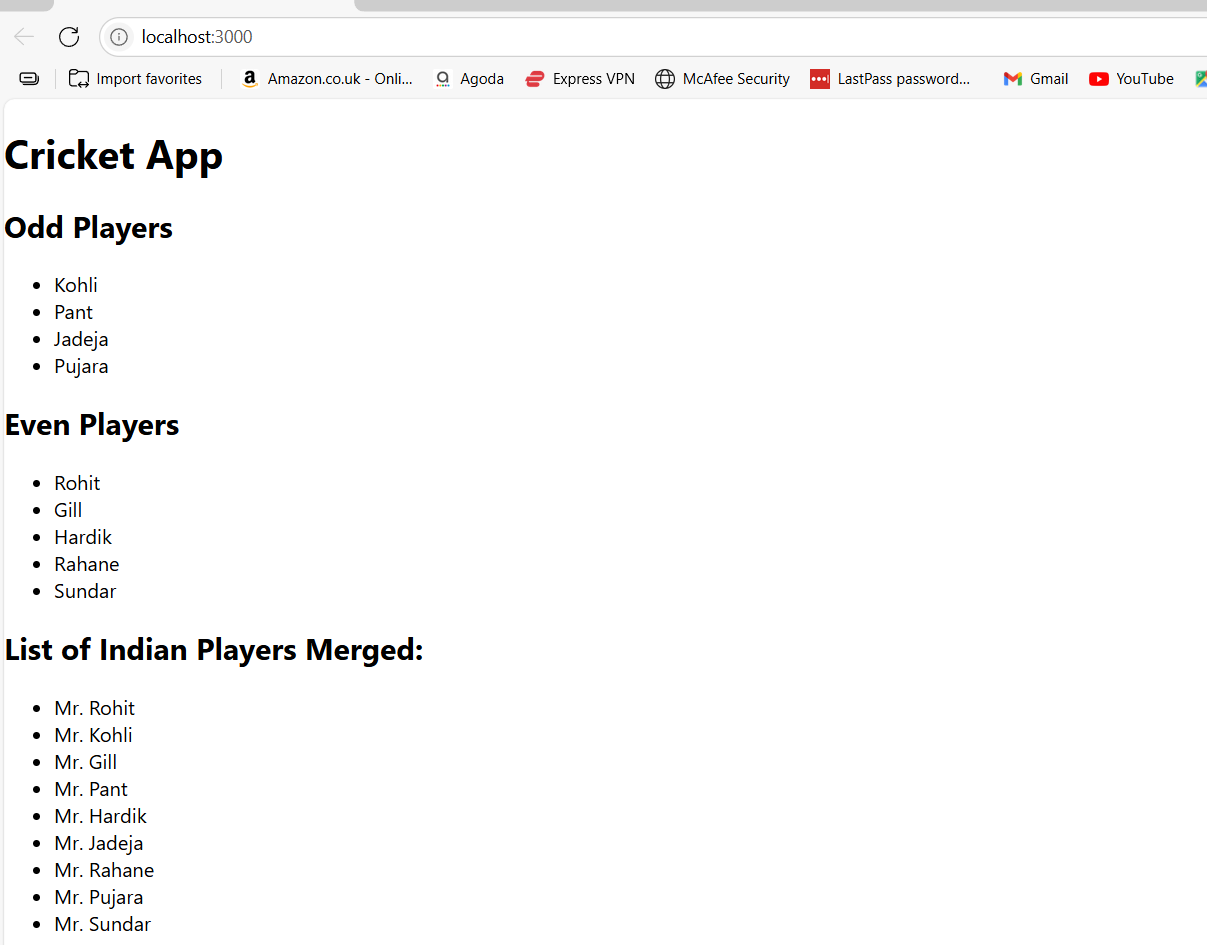 localhost:3000
Import favorites Amazon.co.uk - Onli... Agoda Express VPN McAfee Security LastPass password... Gmail YouTube
Cricket App
Odd Players
Kohli
Pant
Jadeja
Pujara
Even Players
Rohit
Gill
Hardik
Rahane
Sundar
List of Indian Players Merged:
Mr. Rohit
Mr. Kohli
Mr. Gill
Mr. Pant
Mr. Hardik
Mr. Jadeja
Mr. Rahane
Mr. Pujara
Mr. Sundar